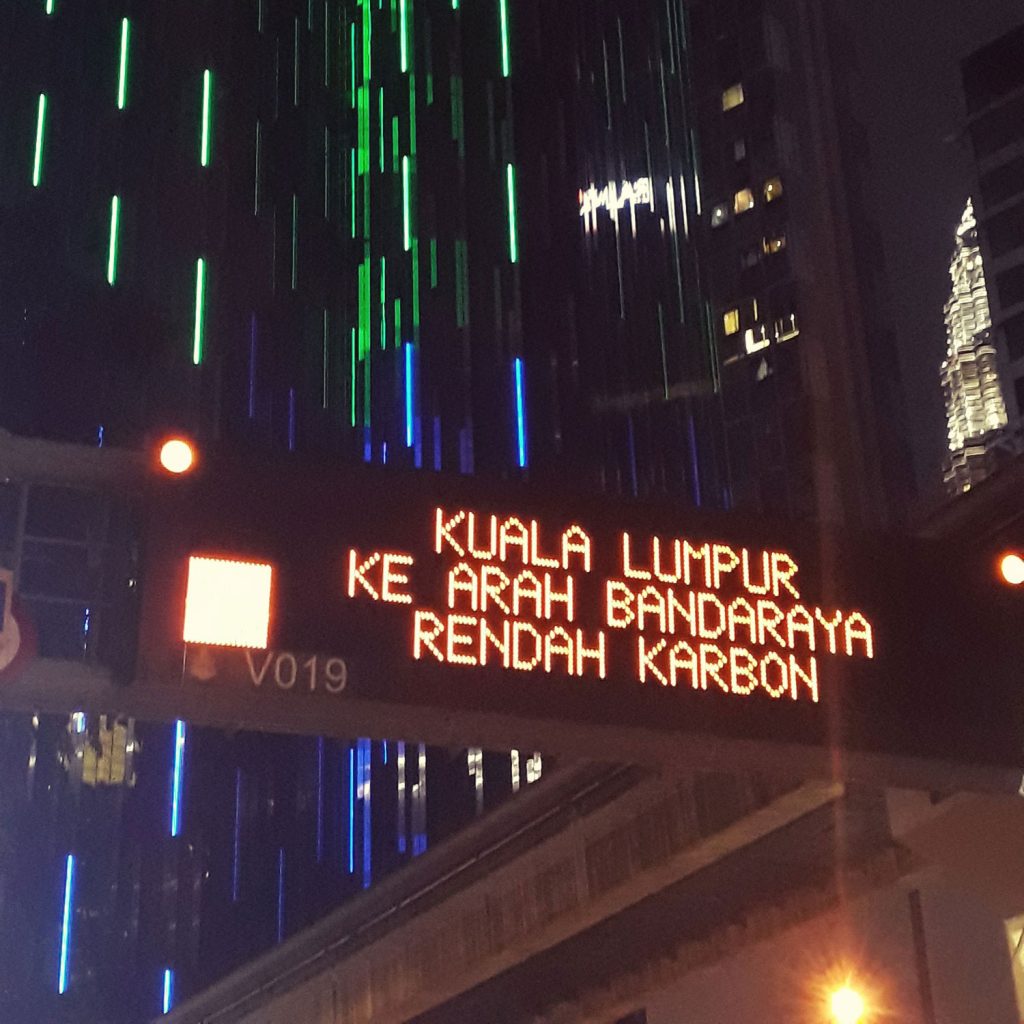 KUALA LUMPUR
KE ARAH BANDARAYA
RENDAH KARBON
V019